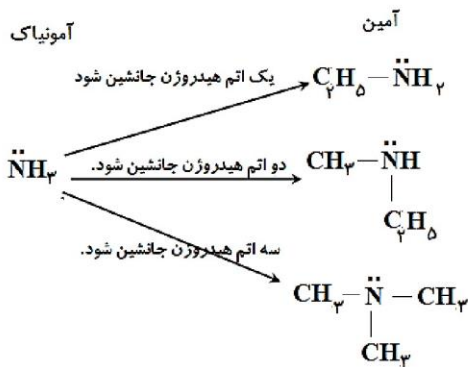 آمین
آمونیاک
یک اتم هیدروژن جانشین شود
C۲H۵—N̈H۲
N̈H۳
دو اتم هیدروژن جانشین شود.
CH۳—N̈H
C۲H۵
سه اتم هیدروژن جانشین شود.
CH۳—N̈—CH۳
CH۳